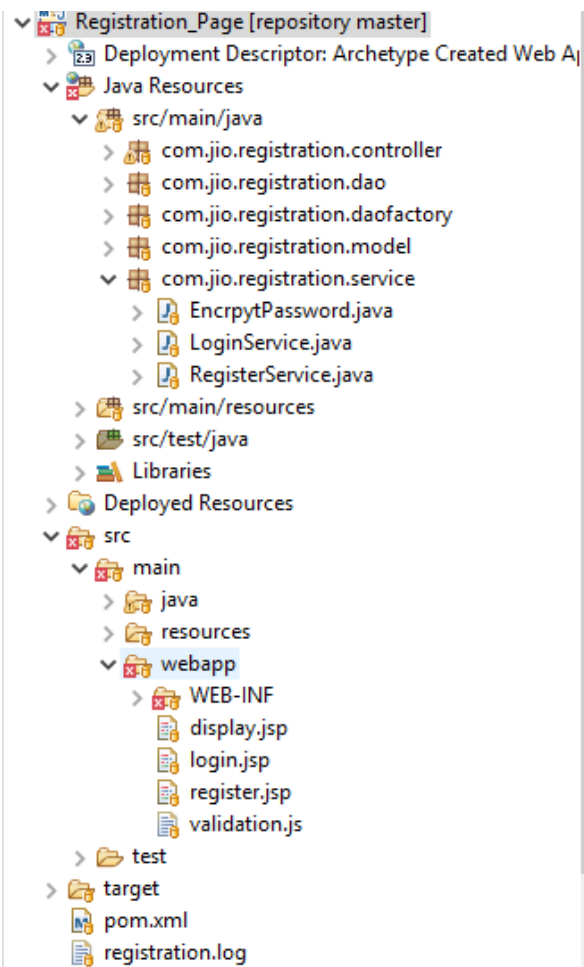 Registration_Page [repository master]
2.3 Deployment Descriptor: Archetype Created Web A
Java Resources
src/main/java
com.jio.registration.controller
com.jio.registration.dao
com.jio.registration.daofactory
com.jio.registration.model
com.jio.registration.service
EncrpytPassword.java
LoginService.java
RegisterService.java
src/main/resources
src/test/java
Libraries
Deployed Resources
src
main
java
resources
webapp
WEB-INF
display.jsp
login.jsp
register.jsp
validation.js
test
target
pom.xml
registration.log